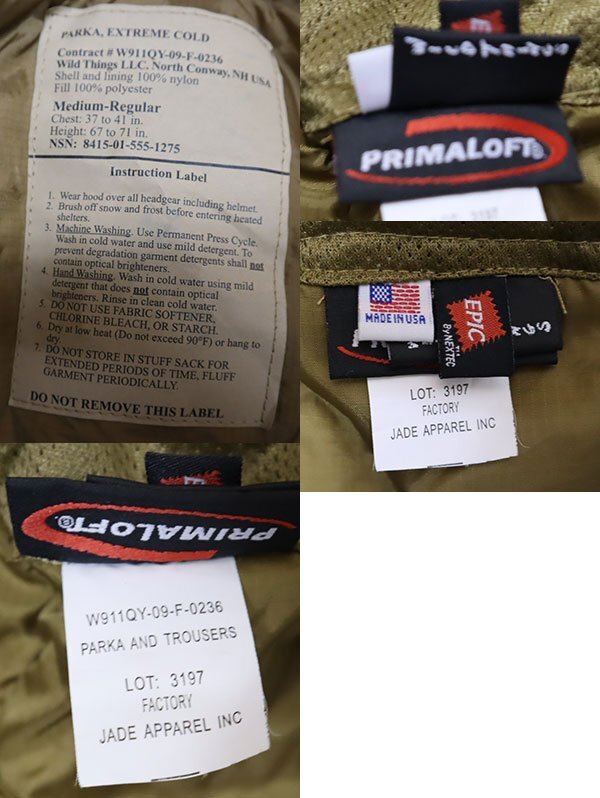 PARKA, EXTREME COLD
Contract # W911QY-09-F-0236
Wild Things LLC. North Conway, NH USA
Shell and lining 100% nylon
Fill 100% polyester
Medium-Regular
Chest: 37 to 41 in.
Height: 67 to 71 in.
NSN: 8415-01-555-1275
Instruction Label
1. Wear hood over all headgear including helmet.
2. Brush off snow and frost before entering heated
shelters.
3. Machine Washing. Use Permanent Press Cycle.
Wash in cold water and use mild detergent. To
prevent degradation garment detergents shall not
contain optical brighteners.
4. Hand Washing. Wash in cold water using mild
detergent that does not contain optical
brighteners. Rinse in clean cold water.
5. DO NOT USE FABRIC SOFTENER,
CHLORINE BLEACH, OR STARCH.
6. Dry at low heat (Do not exceed 90°F) or hang to
dry.
7. DO NOT STORE IN STUFF SACK FOR
EXTENDED PERIODS OF TIME, FLUFF
GARMENT PERIODICALLY.
DO NOT REMOVE THIS LABEL
PRIMALOFT®
3197
MADE IN USA
EPIC
By NEXTEC
LOT: 3197
FACTORY
JADE APPAREL INC
EPIC
PRIMALOFT®
W911QY-09-F-0236
PARKA AND TROUSERS
LOT: 3197
FACTORY
JADE APPAREL INC